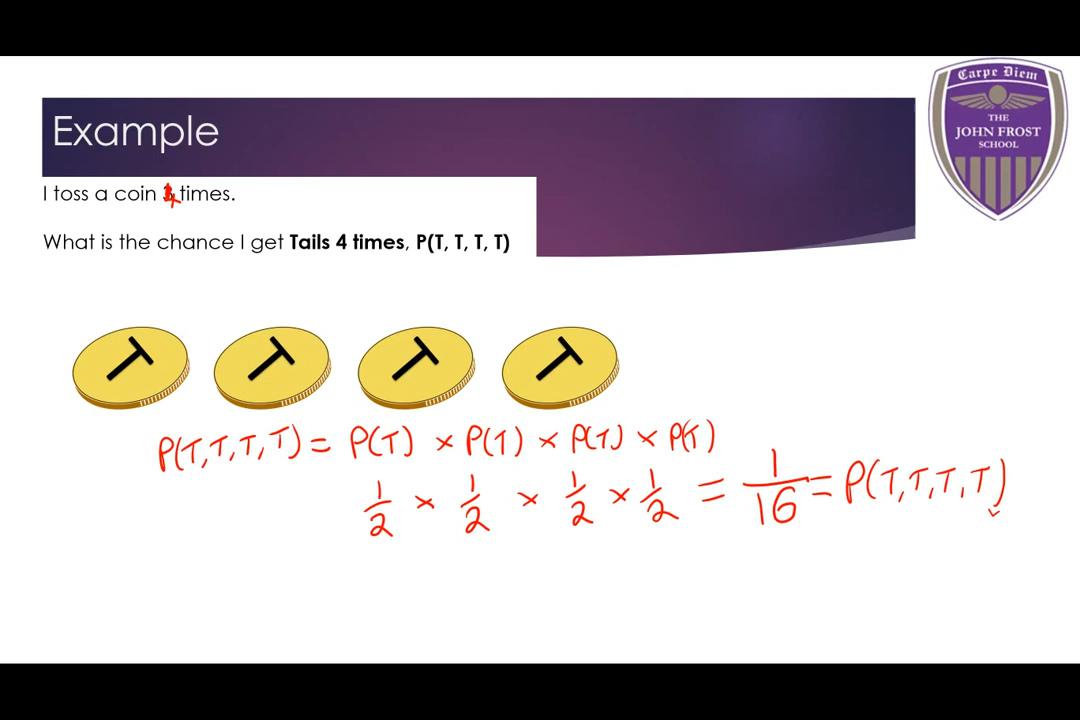 Carpe Diem
THE
JOHN FROST
SCHOOL
Example
I toss a coin 4 times.
What is the chance I get Tails 4 times, P(T, T, T, T)
T T T T
P(T,T,T,T) = P(T) × P(T) × P(T) × P(T)
1/2 × 1/2 × 1/2 × 1/2 = 1/16 = P(T,T,T,T)